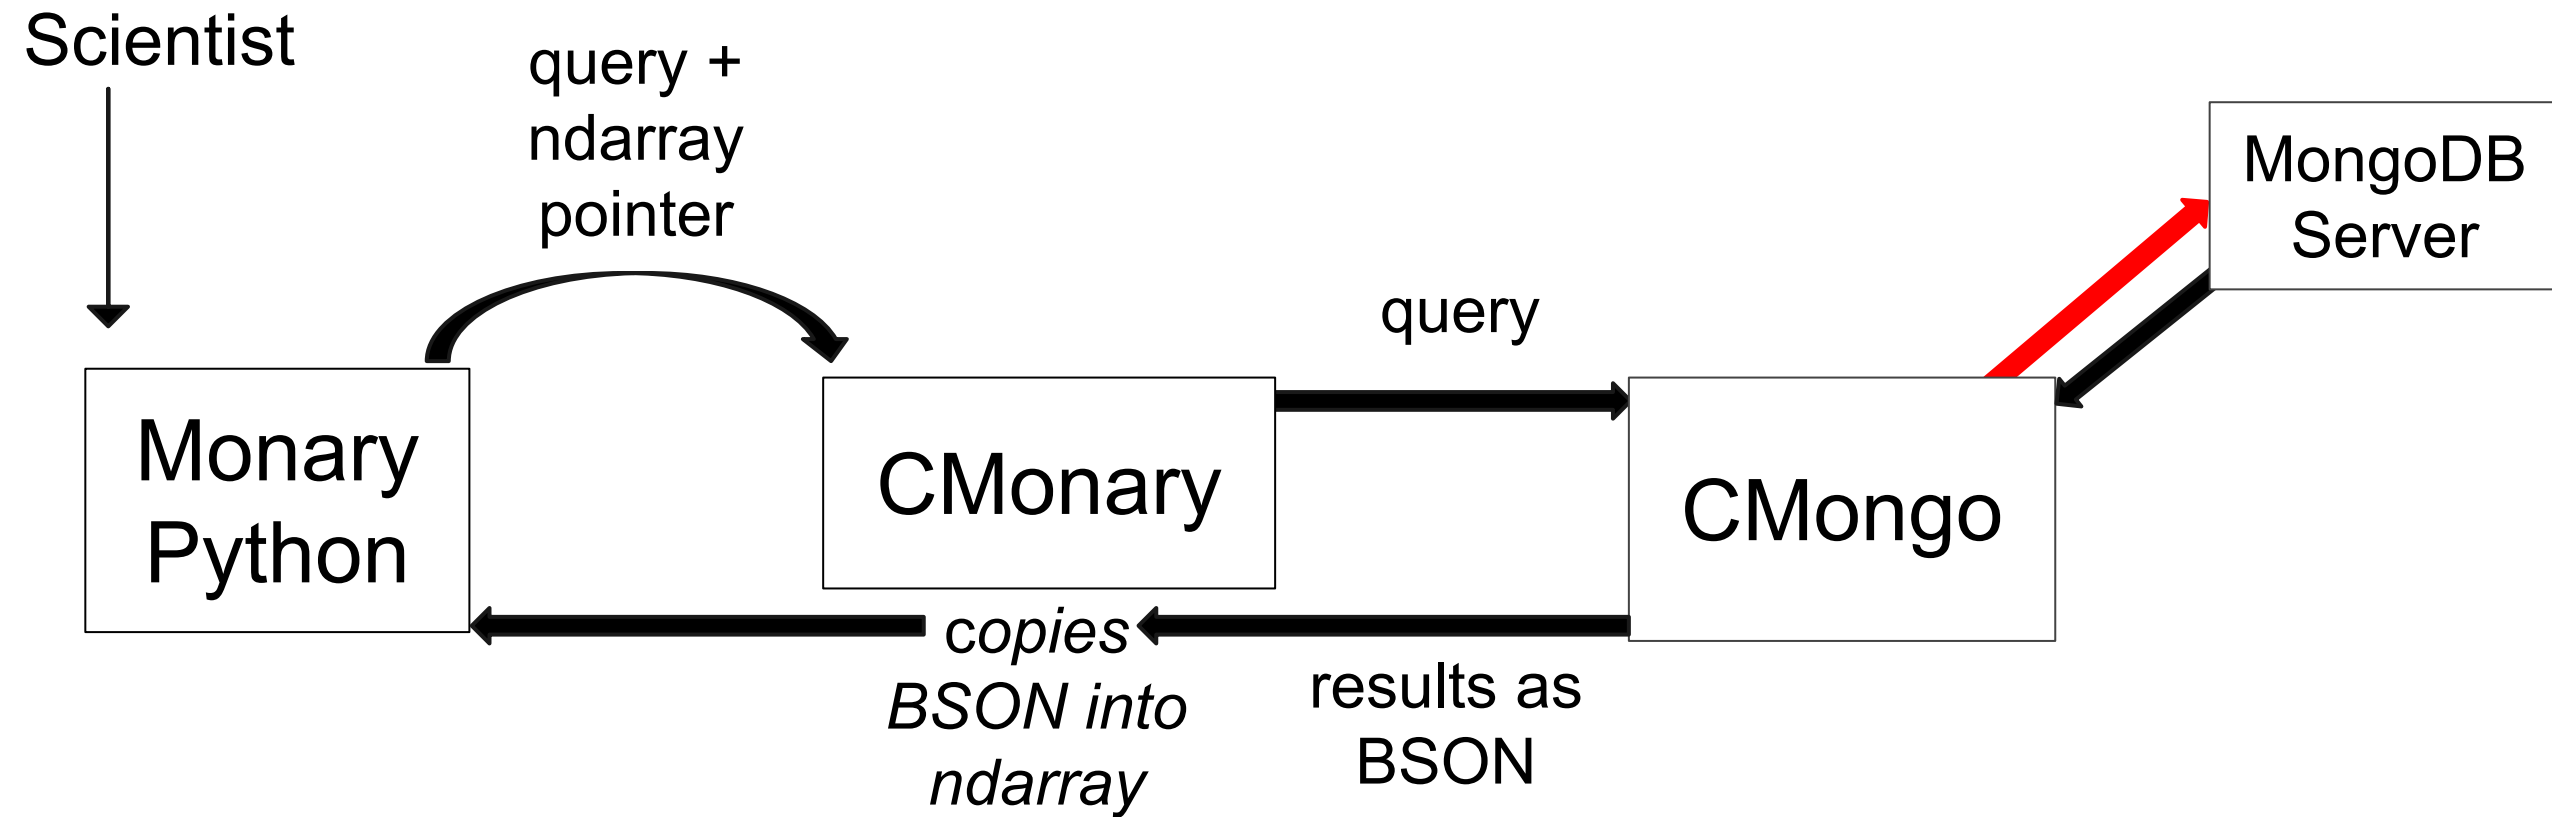 Scientist
query +
ndarray
pointer
MongoDB
Server
query
Monary
Python
CMonary
CMongo
copies
BSON into
ndarray
results as
BSON